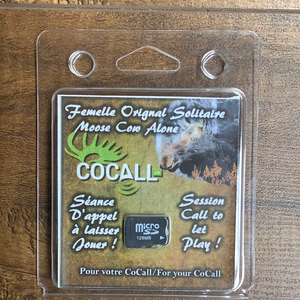 Femelle Orignal Solitaire
Moose Cow Alone
COCALL
Séance
D'appel
à laisser
Jouer !
micro
SD
128MB
Session
Call to
let
Play !
Pour votre CoCall/For your CoCall